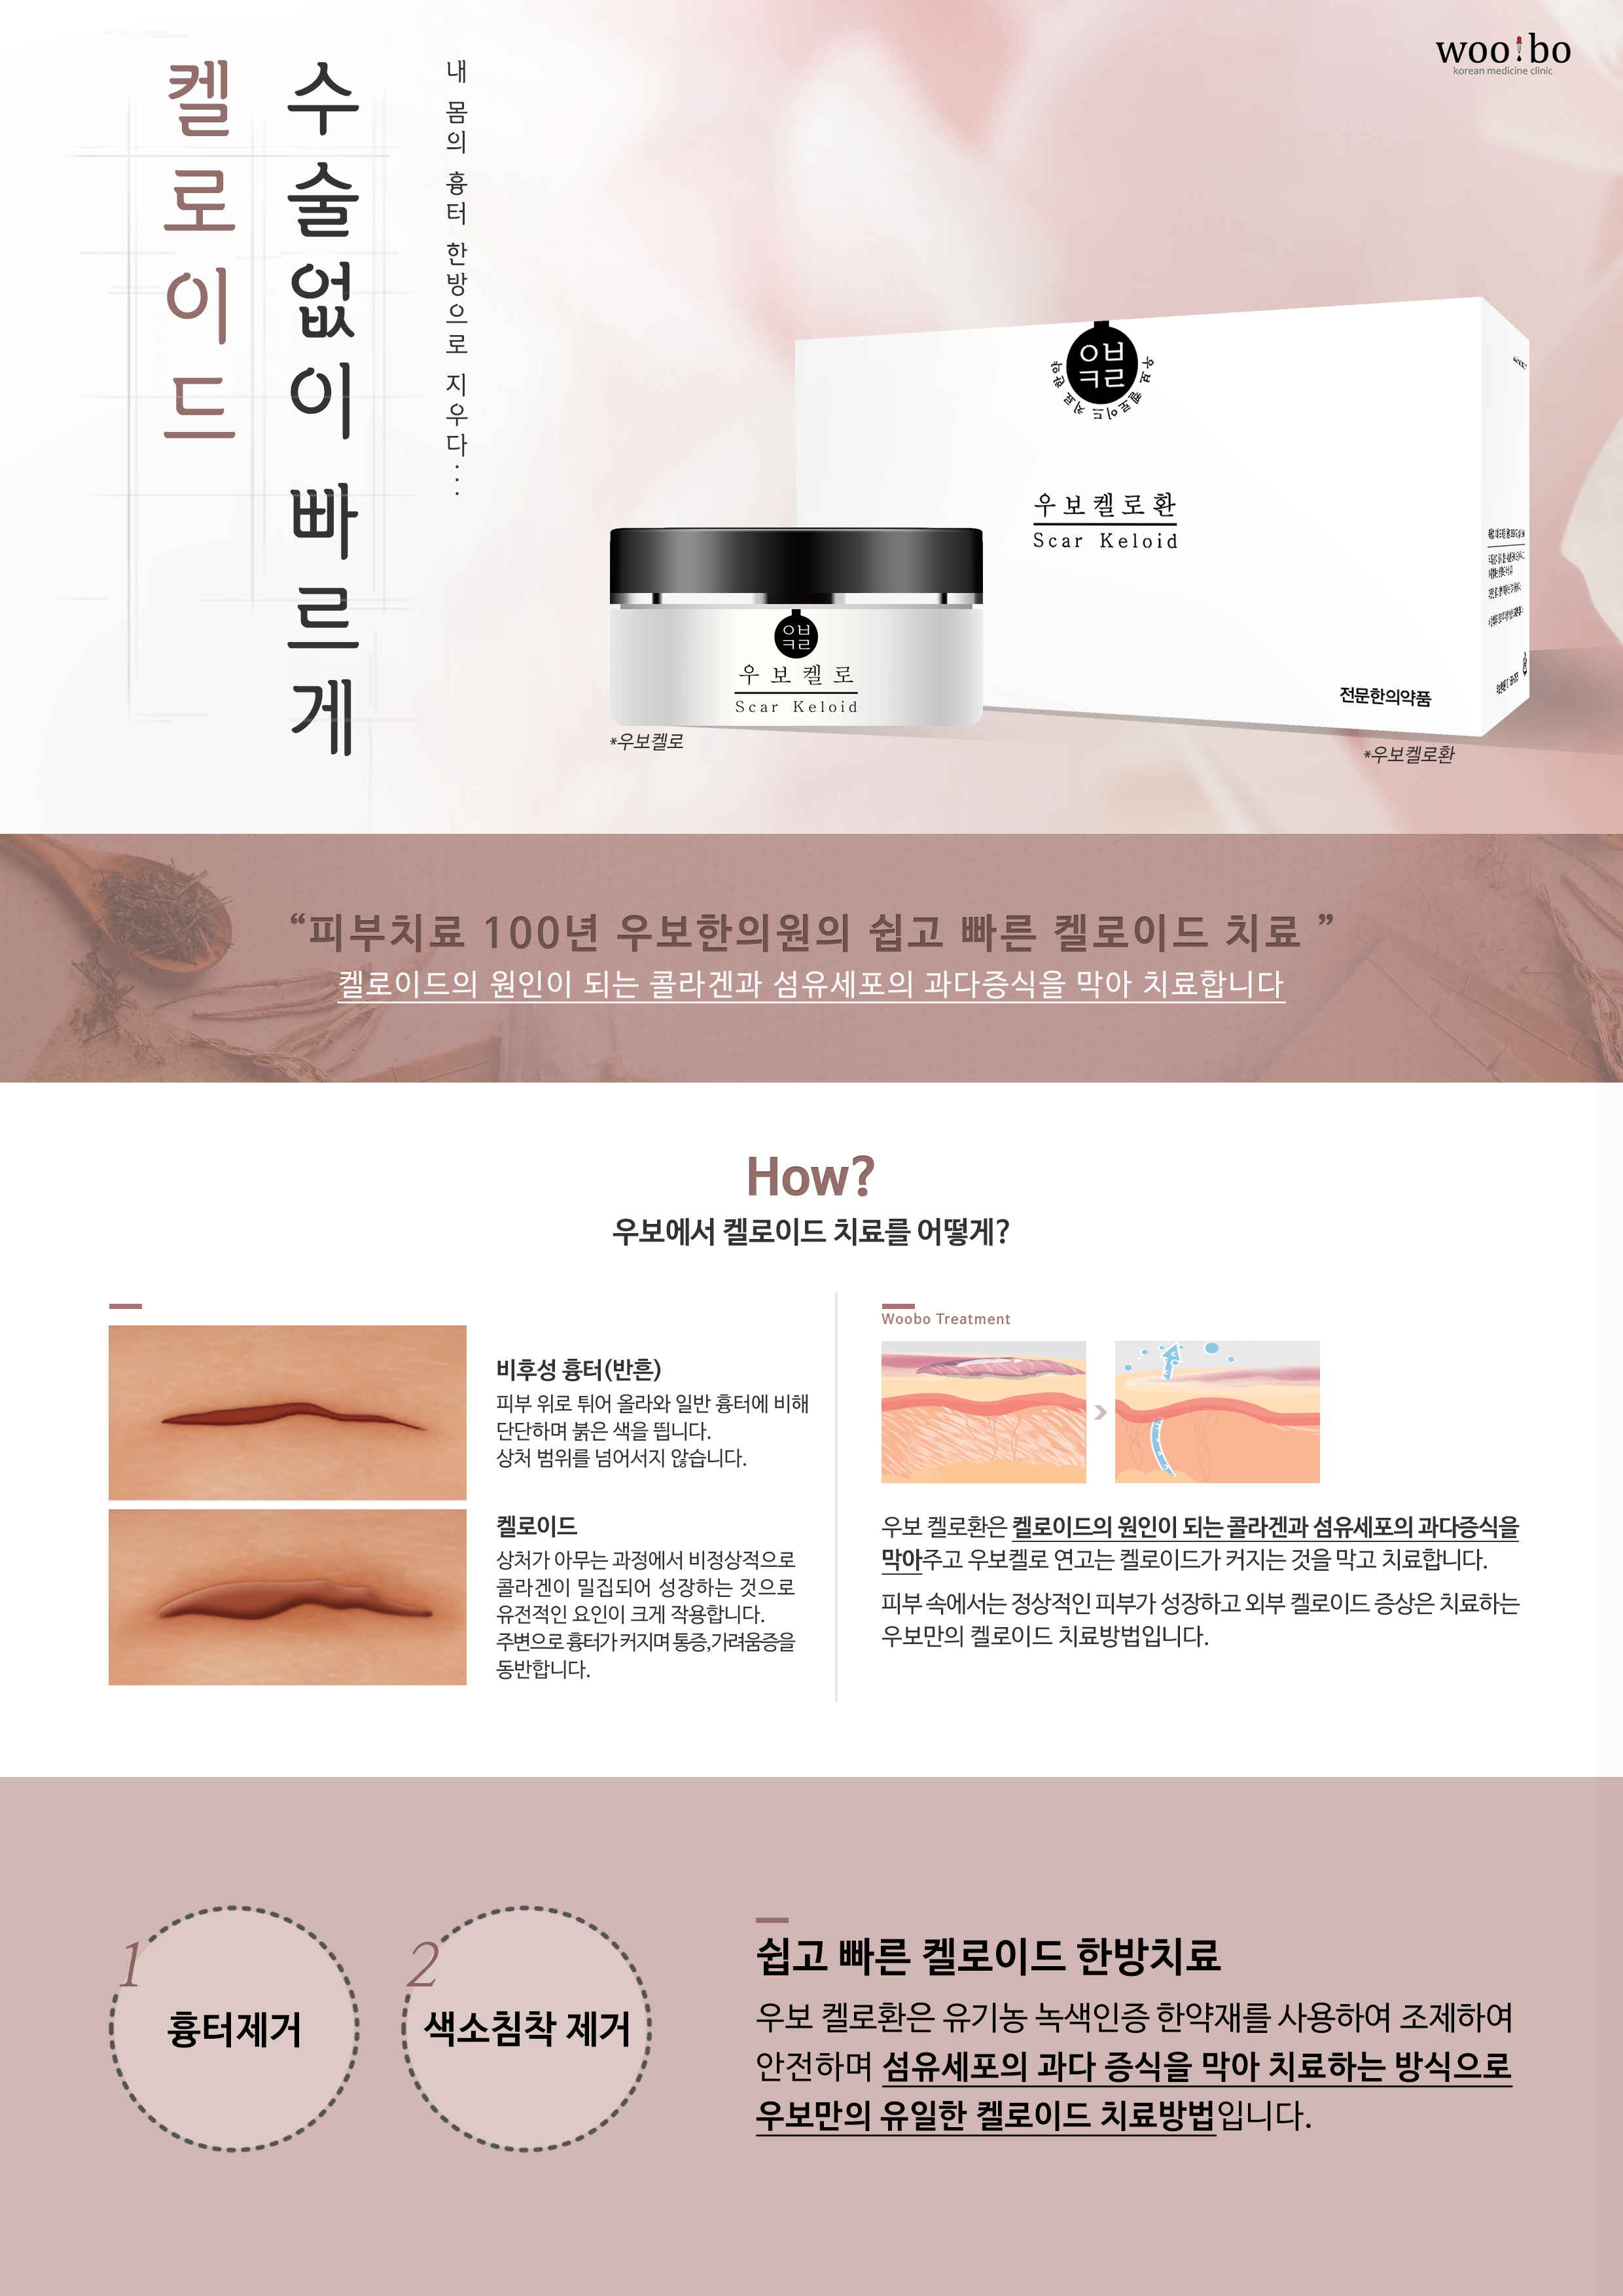 내 몸의 흉터 한방으로 지우다...
수술없이 빠르게
켈로이드
woo bo
korean medicine clinic
우보
켈로이드
치료한약
ㅇㅂ
ㅋㄹ
우보켈로환
Scar Keloid
전문한의약품
ㅇㅂ
ㅋㄹ
우보켈로
Scar Keloid
*우보켈로
*우보켈로환
“피부치료 100년 우보한의원의 쉽고 빠른 켈로이드 치료 ”
켈로이드의 원인이 되는 콜라겐과 섬유세포의 과다증식을 막아 치료합니다
How?
우보에서 켈로이드 치료를 어떻게?
비후성 흉터(반흔)
피부 위로 튀어 올라와 일반 흉터에 비해
단단하며 붉은 색을 띕니다.
상처 범위를 넘어서지 않습니다.
켈로이드
상처가 아무는 과정에서 비정상적으로
콜라겐이 밀집되어 성장하는 것으로
유전적인 요인이 크게 작용합니다.
주변으로 흉터가 커지며 통증,가려움증을
동반합니다.
Woobo Treatment
우보 켈로환은 켈로이드의 원인이 되는 콜라겐과 섬유세포의 과다증식을
막아주고 우보켈로 연고는 켈로이드가 커지는 것을 막고 치료합니다.
피부 속에서는 정상적인 피부가 성장하고 외부 켈로이드 증상은 치료하는
우보만의 켈로이드 치료방법입니다.
1
흉터제거
2
색소침착 제거
쉽고 빠른 켈로이드 한방치료
우보 켈로환은 유기농 녹색인증 한약재를 사용하여 조제하여
안전하며 섬유세포의 과다 증식을 막아 치료하는 방식으로
우보만의 유일한 켈로이드 치료방법입니다.